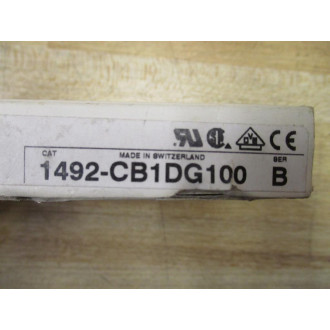 CAT MADE IN SWITZERLAND SER
1492-CB1DG100 B